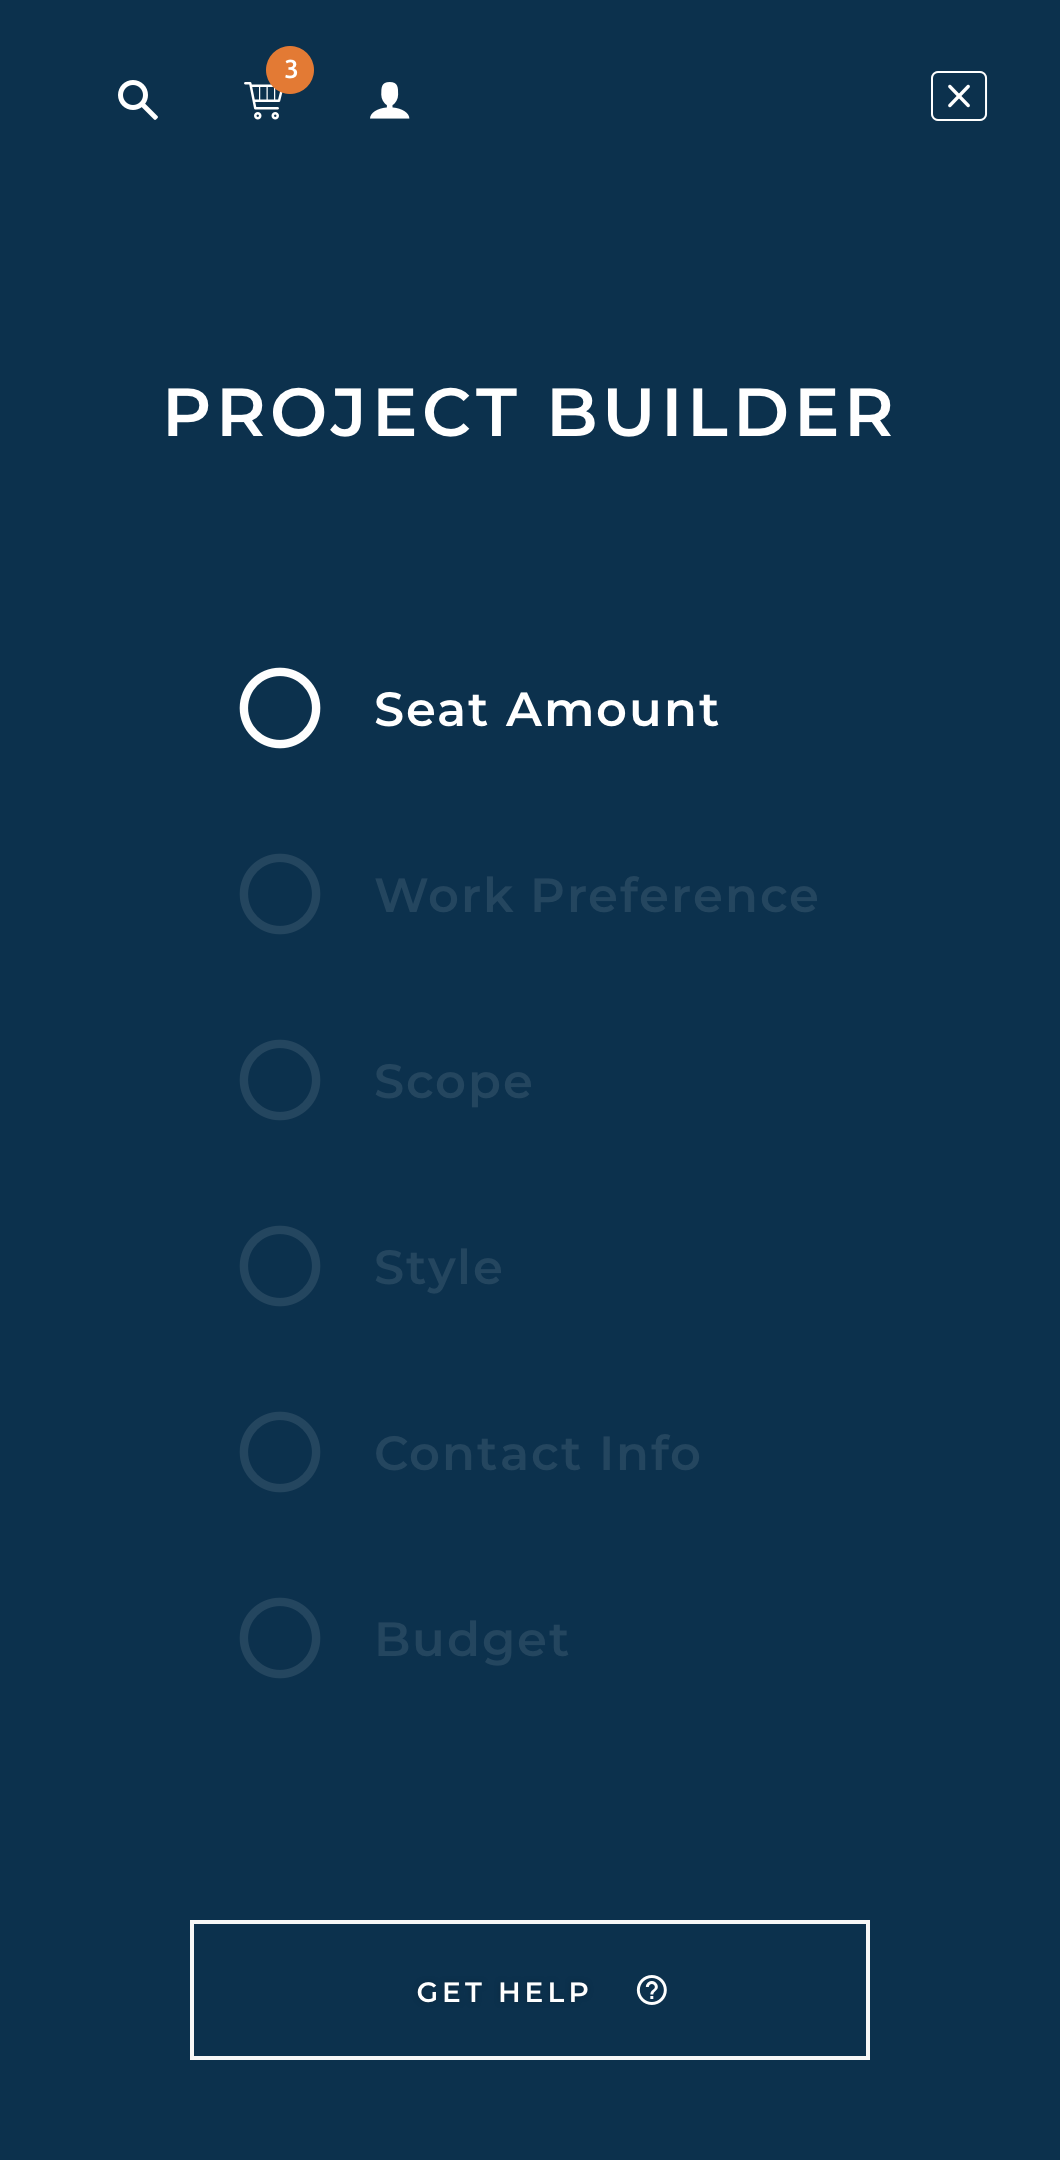 3
PROJECT BUILDER
Seat Amount
Work Preference
Scope
Style
Contact Info
Budget
GET HELP